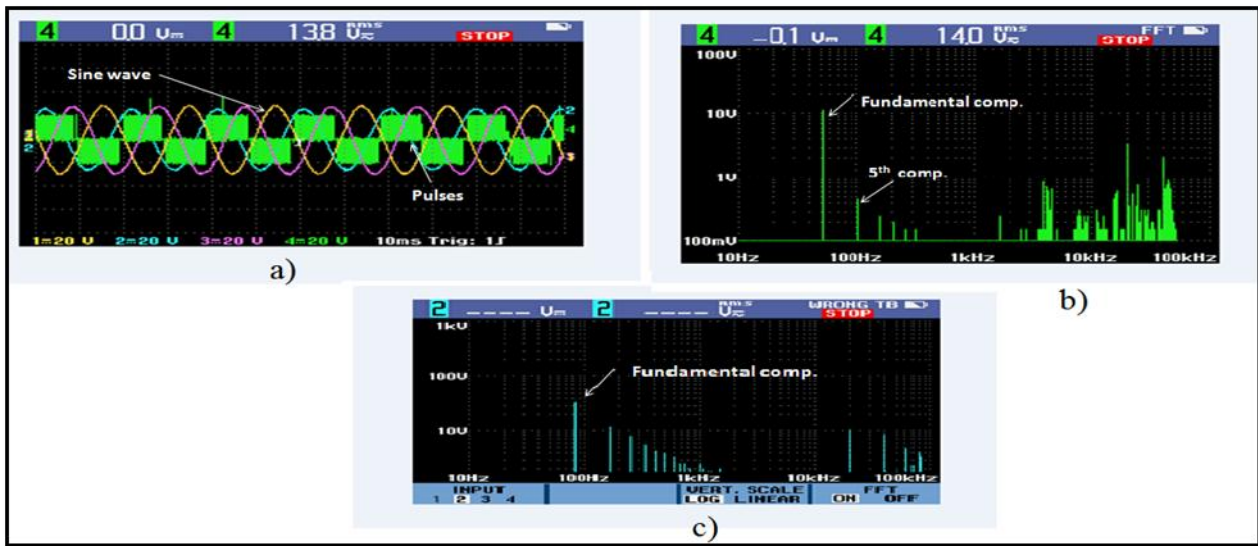 4 0.0 V 4 13.8 rms V STOP
Sine wave
Pulses
1=20 V 2=20 V 3=20 V 4=20 V 10ms Trig: 1
a)
4 -0.1 V 4 14.0 rms V FFT STOP
100V
Fundamental comp.
10V
5th comp.
1V
100mV
10Hz 100Hz 1kHz 10kHz 100kHz
b)
2 ---- V 2 ---- rms V WRONG TB STOP
1kV
100V
Fundamental comp.
10V
10Hz 100Hz 1kHz 10kHz 100kHz
INPUT VERT. SCALE FFT
1 2 3 4 LOG LINEAR ON OFF
c)